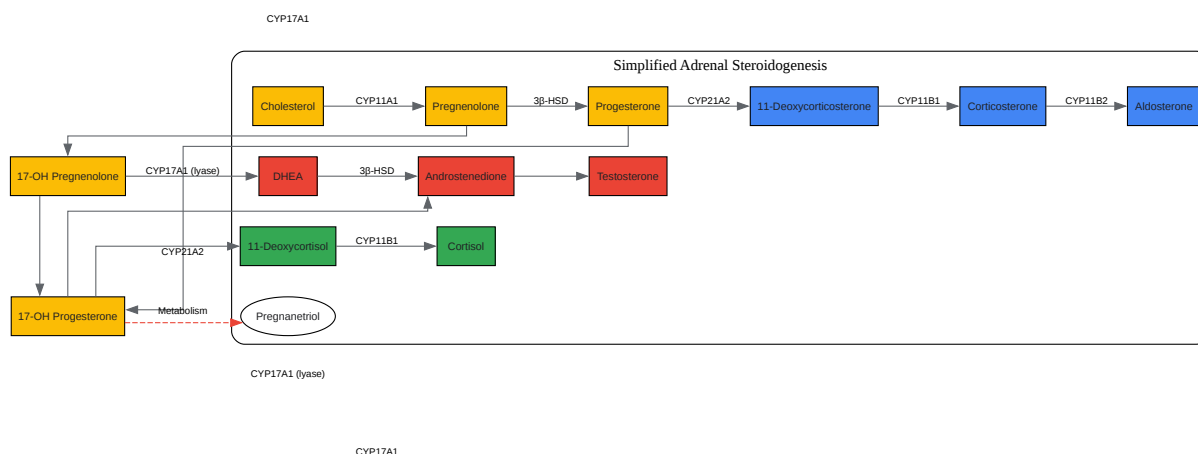 CYP17A1
Simplified Adrenal Steroidogenesis
Cholesterol
CYP11A1
Pregnenolone
3β-HSD
Progesterone
CYP21A2
11-Deoxycorticosterone
CYP11B1
Corticosterone
CYP11B2
Aldosterone
17-OH Pregnenolone
CYP17A1 (lyase)
DHEA
3β-HSD
Androstenedione
Testosterone
CYP21A2
11-Deoxycortisol
CYP11B1
Cortisol
17-OH Progesterone
Metabolism
Pregnanetriol
CYP17A1 (lyase)
CYP17A1